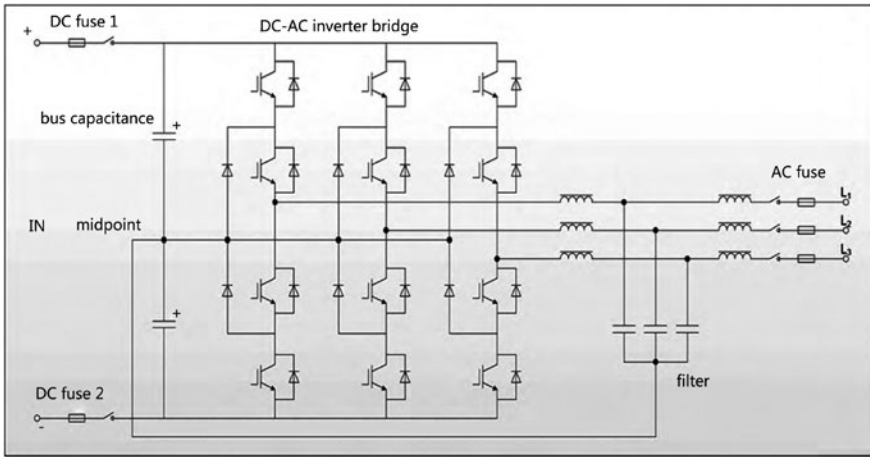 DC fuse 1
DC-AC inverter bridge
+
bus capacitance
+
AC fuse
L1
IN
midpoint
L2
L3
+
DC fuse 2
filter
-